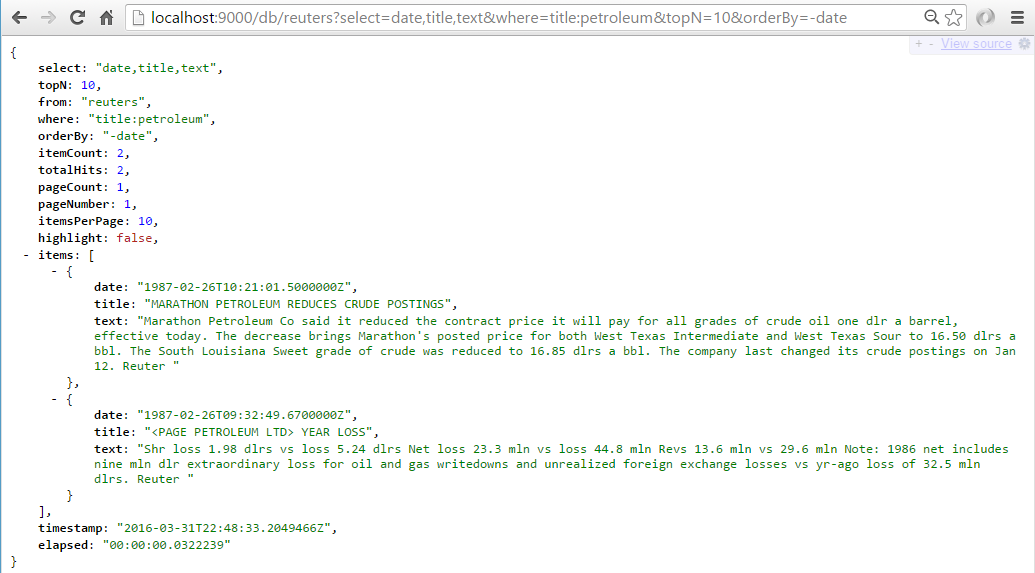 localhost:9000/db/reuters?select=date,title,text&where=title:petroleum&topN=10&orderBy=-date
+ - View source
{
select: "date,title,text",
topN: 10,
from: "reuters",
where: "title:petroleum",
orderBy: "-date",
itemCount: 2,
totalHits: 2,
pageCount: 1,
pageNumber: 1,
itemsPerPage: 10,
highlight: false,
- items: [
- {
date: "1987-02-26T10:21:01.5000000Z",
title: "MARATHON PETROLEUM REDUCES CRUDE POSTINGS",
text: "Marathon Petroleum Co said it reduced the contract price it will pay for all grades of crude oil one dlr a barrel,
effective today. The decrease brings Marathon's posted price for both West Texas Intermediate and West Texas Sour to 16.50 dlrs a
bbl. The South Louisiana Sweet grade of crude was reduced to 16.85 dlrs a bbl. The company last changed its crude postings on Jan
12. Reuter "
},
- {
date: "1987-02-26T09:32:49.6700000Z",
title: "<PAGE PETROLEUM LTD> YEAR LOSS",
text: "Shr loss 1.98 dlrs vs loss 5.24 dlrs Net loss 23.3 mln vs loss 44.8 mln Revs 13.6 mln vs 29.6 mln Note: 1986 net includes
nine mln dlr extraordinary loss for oil and gas writedowns and unrealized foreign exchange losses vs yr-ago loss of 32.5 mln
dlrs. Reuter "
}
],
timestamp: "2016-03-31T22:48:33.2049466Z",
elapsed: "00:00:00.0322239"
}